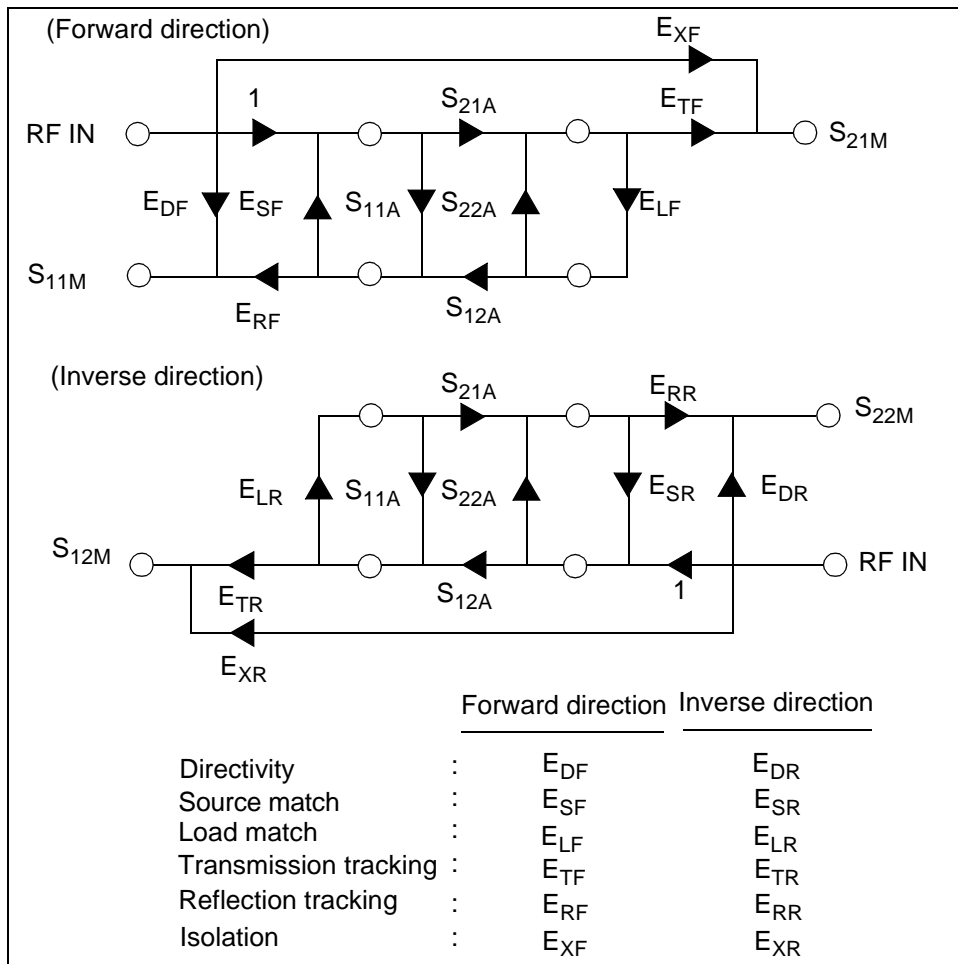 (Forward direction)
E_XF
1 S_21A E_TF
RF IN S_21M
E_DF E_SF S_11A S_22A E_LF
S_11M
E_RF S_12A
(Inverse direction)
S_21A E_RR
S_22M
E_LR S_11A S_22A E_SR E_DR
S_12M
RF IN
E_TR S_12A 1
E_XR
Forward direction Inverse direction
Directivity : E_DF E_DR
Source match : E_SF E_SR
Load match : E_LF E_LR
Transmission tracking : E_TF E_TR
Reflection tracking : E_RF E_RR
Isolation : E_XF E_XR